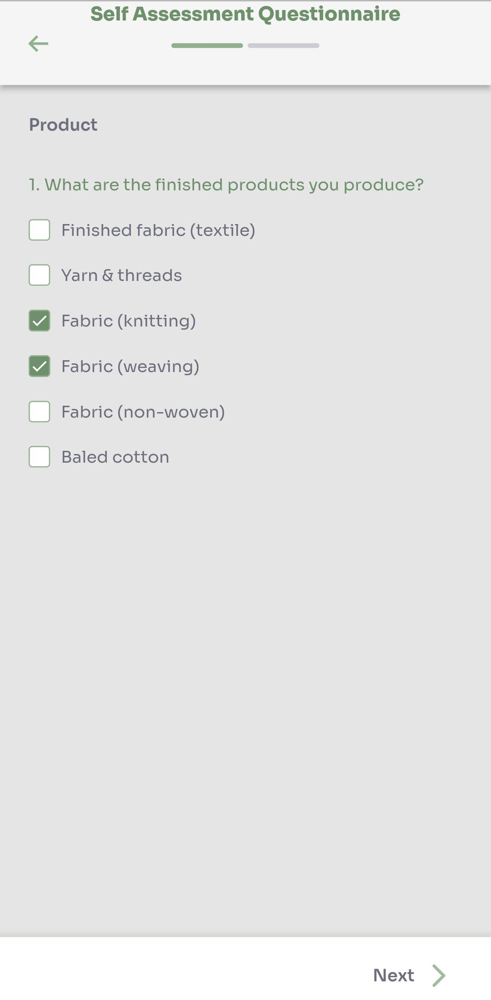 Self Assessment Questionnaire
Product
1. What are the finished products you produce?
Finished fabric (textile)
Yarn & threads
Fabric (knitting)
Fabric (weaving)
Fabric (non-woven)
Baled cotton
Next